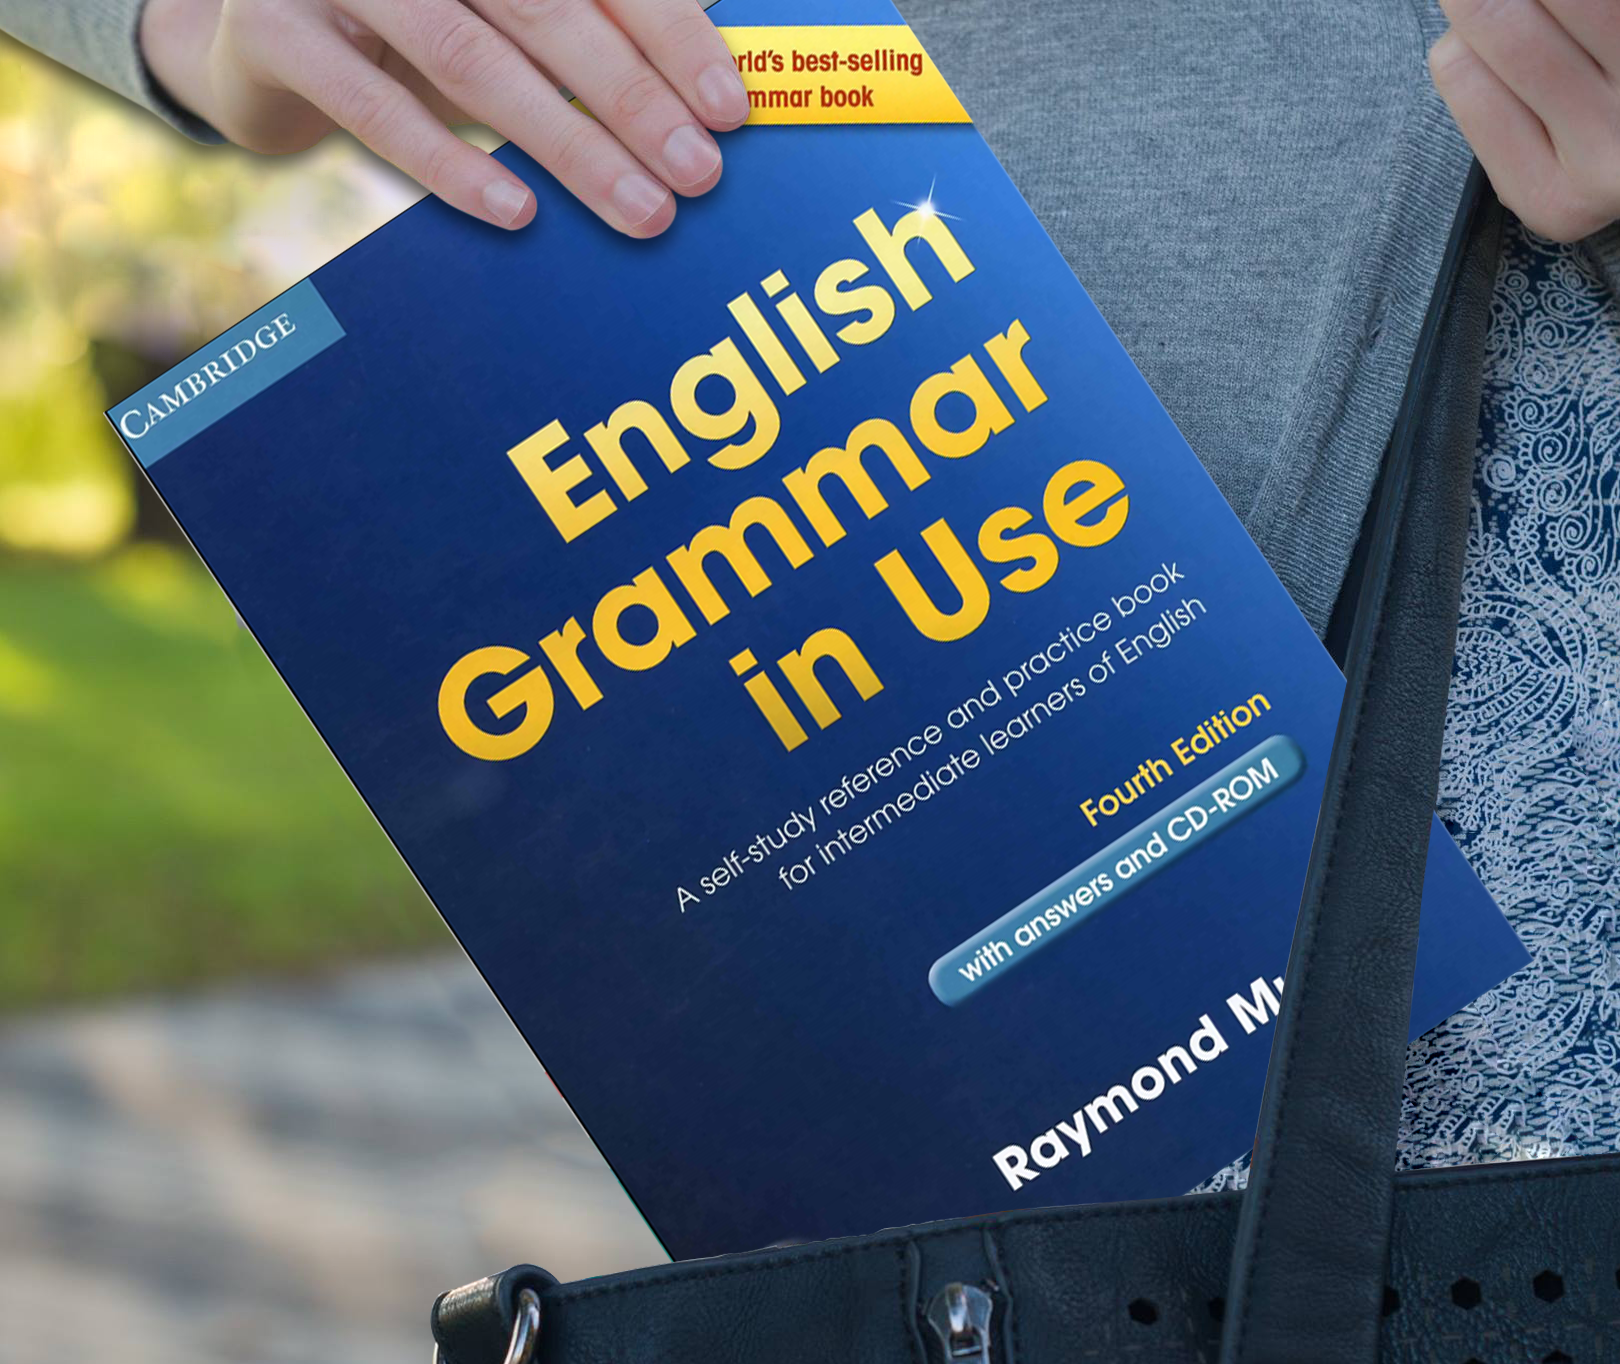 rld's best-selling
mmar book
CAMBRIDGE
English
Grammar
in Use
A self-study reference and practice book
for intermediate learners of English
Fourth Edition
with answers and CD-ROM
Raymond M